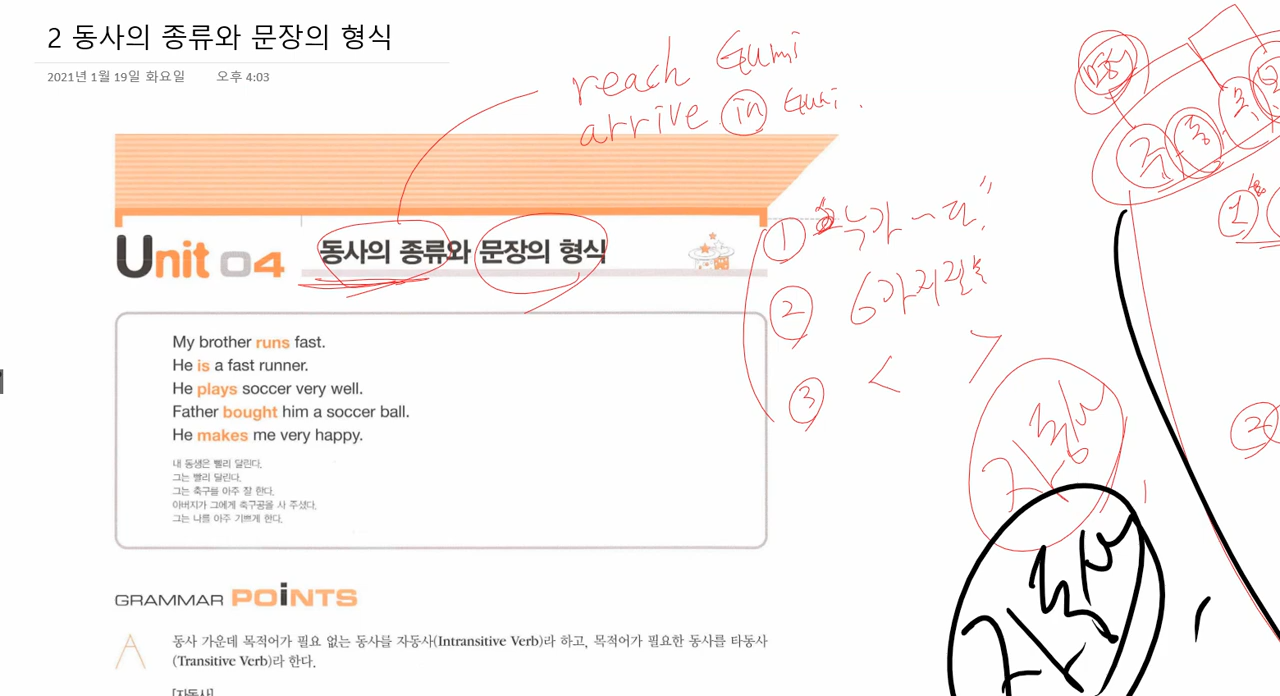 2 동사의 종류와 문장의 형식
2021년 1월 19일 화요일 오후 4:03
reach Gumi
arrive in Gumi.
Unit 04 동사의 종류와 문장의 형식
My brother runs fast.
He is a fast runner.
He plays soccer very well.
Father bought him a soccer ball.
He makes me very happy.
내 동생은 빨리 달린다.
그는 빨리 달린다.
그는 축구를 아주 잘 한다.
아버지가 그에게 축구공을 사 주셨다.
그는 나를 아주 기쁘게 한다.
① 누가-다.
② 6가지
③ < >
주 동 목
1
2
GRAMMAR POiNTS
A 동사 가운데 목적어가 필요 없는 동사를 자동사(Intransitive Verb)라 하고, 목적어가 필요한 동사를 타동사
(Transitive Verb)라 한다.
[자동사]